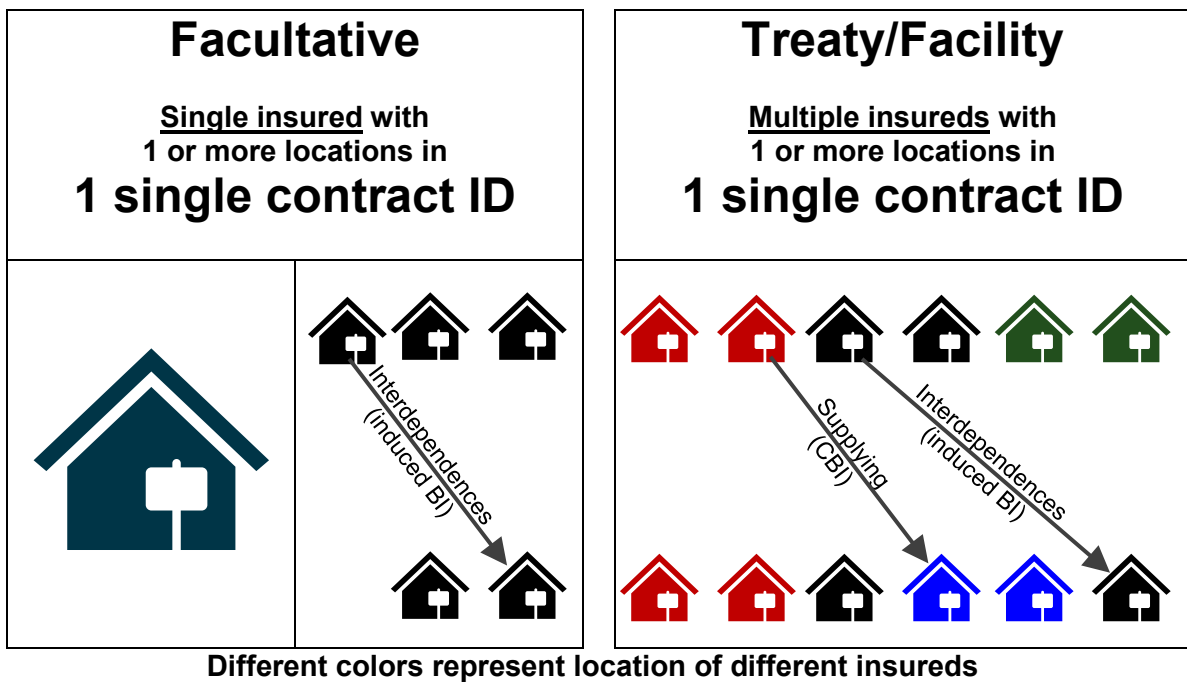 Facultative
Single insured with
1 or more locations in
1 single contract ID
Interdependences
(induced BI)
Treaty/Facility
Multiple insureds with
1 or more locations in
1 single contract ID
Supplying
(CBI)
Interdependences
(induced BI)
Different colors represent location of different insureds